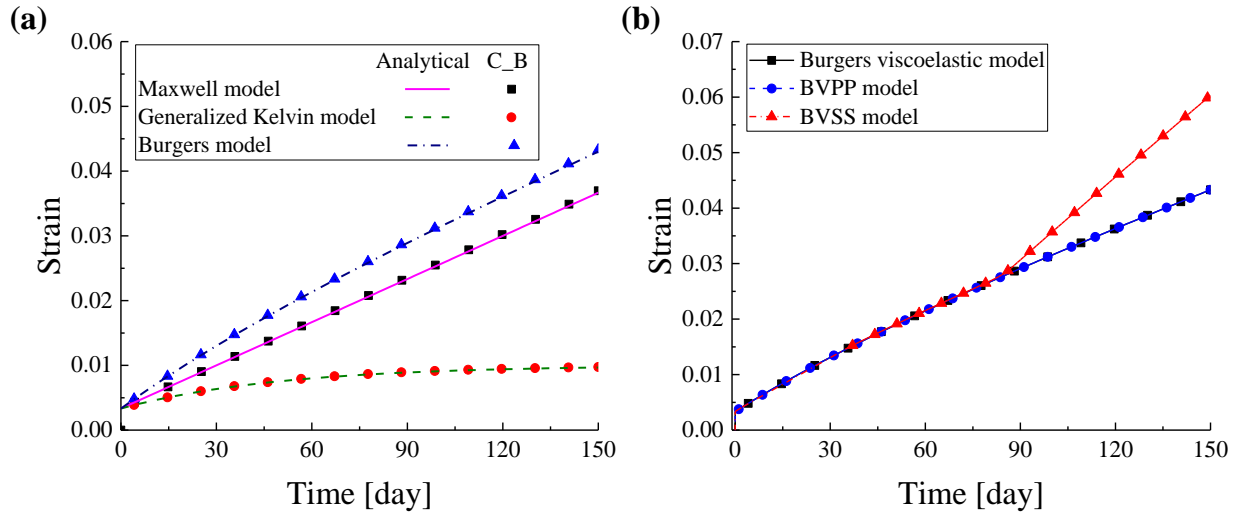 (a)
0.06
0.05
0.04
0.03
0.02
0.01
0.00
Strain
Analytical C_B
Maxwell model
Generalized Kelvin model
Burgers model
0 30 60 90 120 150
Time [day]
(b)
0.07
0.06
0.05
0.04
0.03
0.02
0.01
0.00
Strain
Burgers viscoelastic model
BVPP model
BVSS model
0 30 60 90 120 150
Time [day]